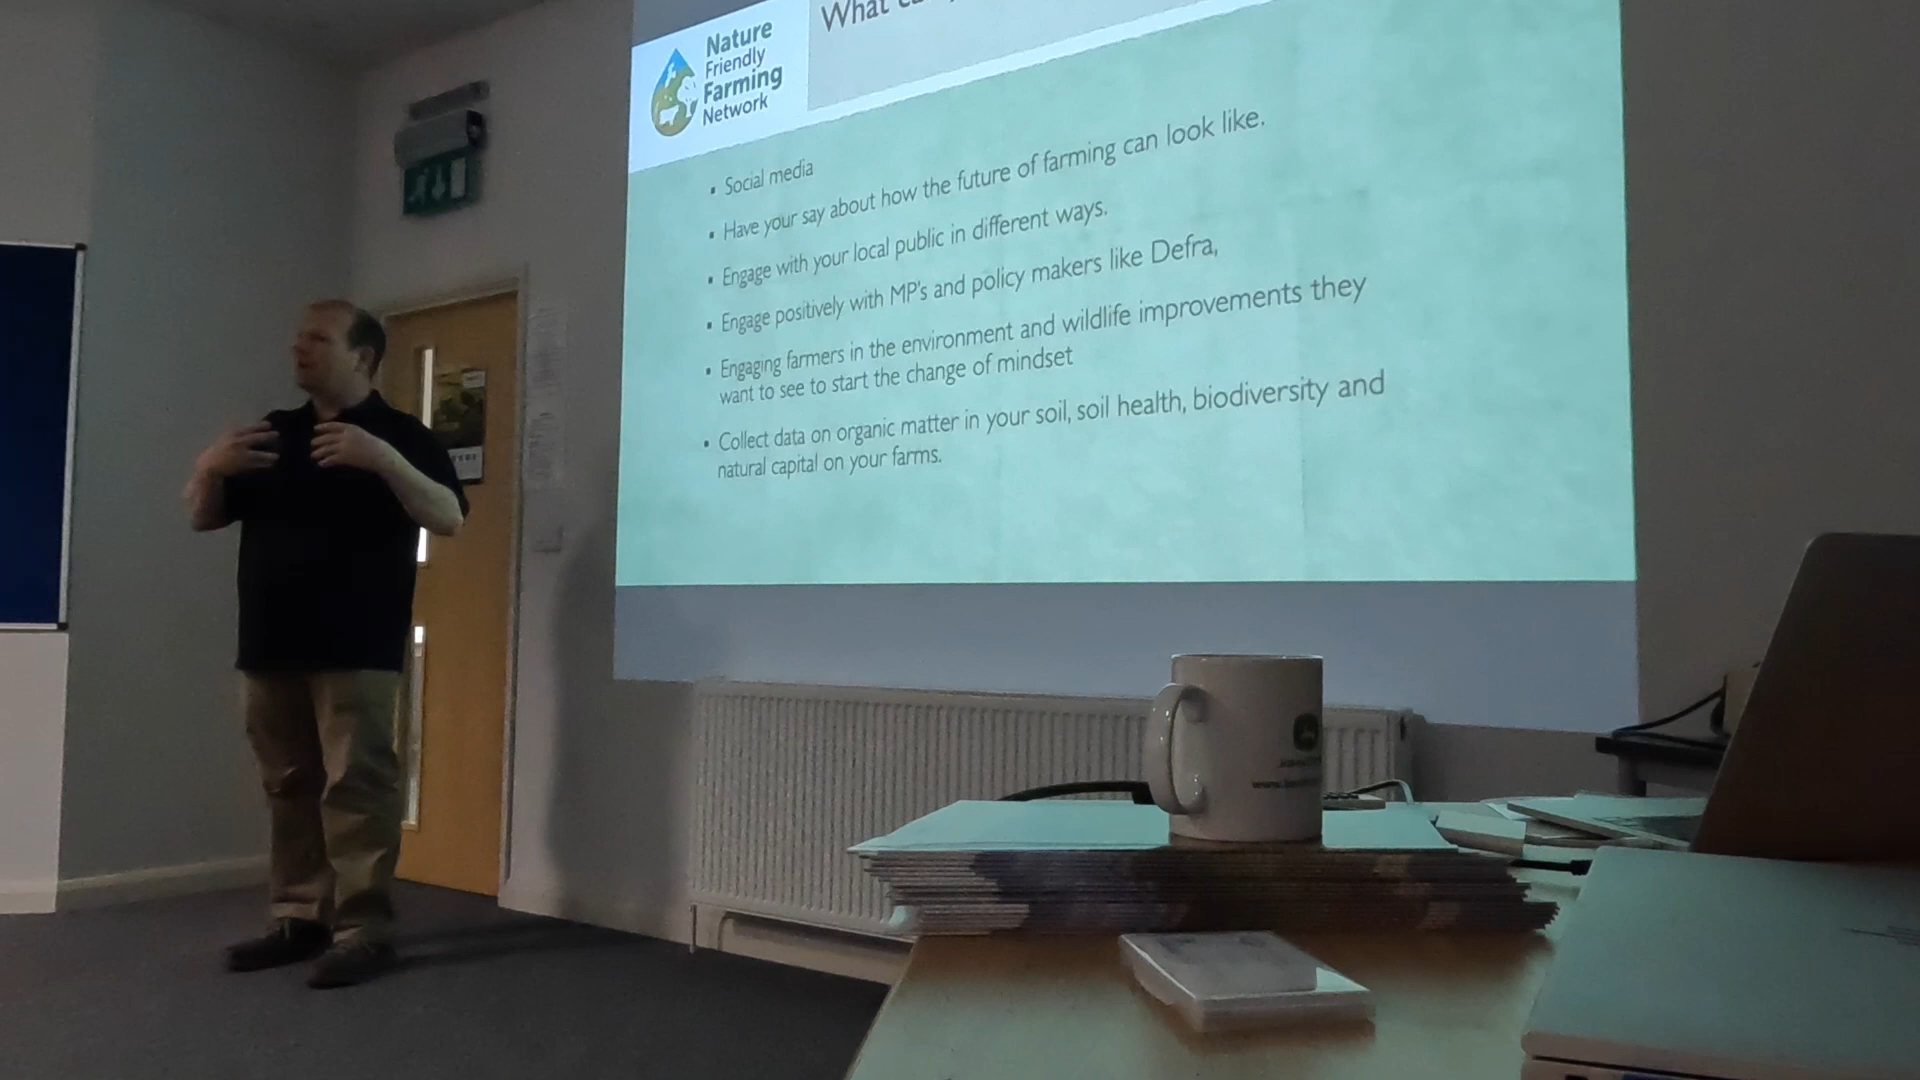 Nature
Friendly
Farming
Network
What
▪ Social media
▪ Have your say about how the future of farming can look like.
▪ Engage with your local public in different ways.
▪ Engage positively with MP's and policy makers like Defra,
▪ Engaging farmers in the environment and wildlife improvements they
want to see to start the change of mindset
▪ Collect data on organic matter in your soil, soil health, biodiversity and
natural capital on your farms.